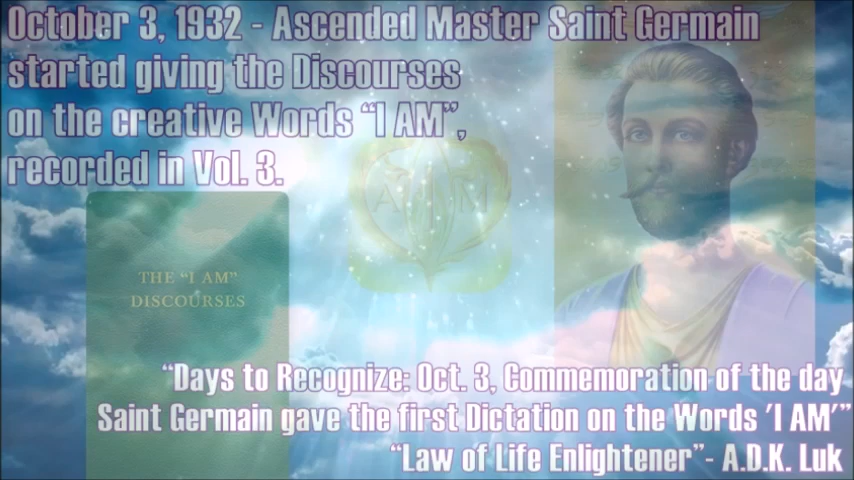 October 3, 1932 - Ascended Master Saint Germain
started giving the Discourses
on the creative Words “I AM”,
recorded in Vol. 3.
A M
THE “I AM”
DISCOURSES
“Days to Recognize: Oct. 3, Commemoration of the day
Saint Germain gave the first Dictation on the Words 'I AM'”
“Law of Life Enlightener”- A.D.K. Luk